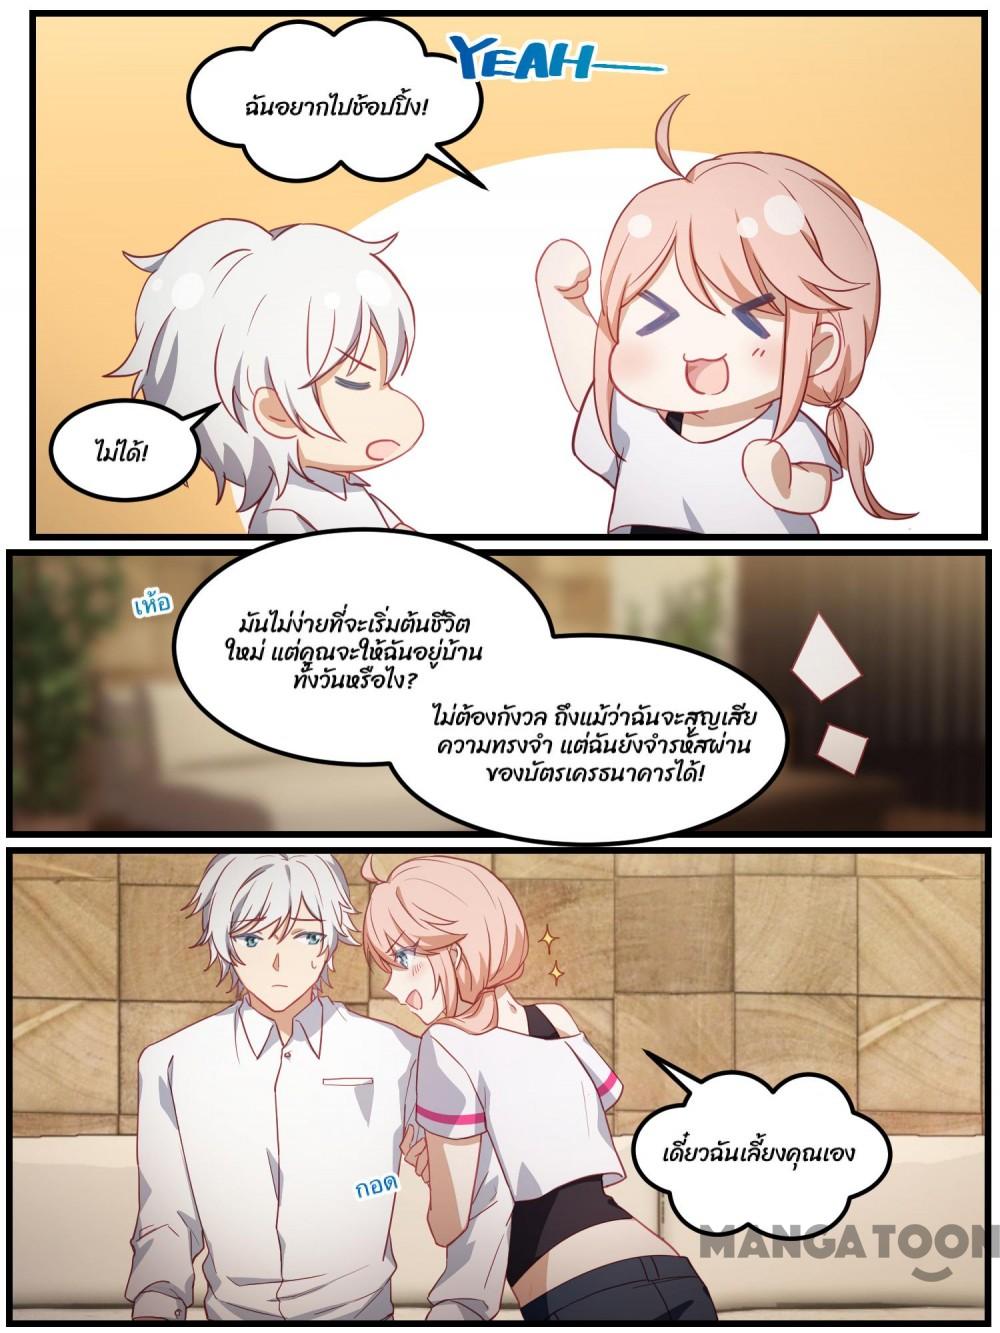 YEAH
ฉันอยากไปช้อปปิ้ง!
ไม่ได้!
เห้อ
มันไม่ง่ายที่จะเริ่มต้นชีวิต
ใหม่ แต่คุณจะให้ฉันอยู่บ้าน
ทั้งวันหรือไง?
ไม่ต้องกังวล ถึงแม้ว่าฉันจะสูญเสีย
ความทรงจำ แต่ฉันยังจำรหัสผ่าน
ของบัตรเครธนาคารได้!
เดี๋ยวฉันเลี้ยงคุณเอง
กอด
MANGATOON